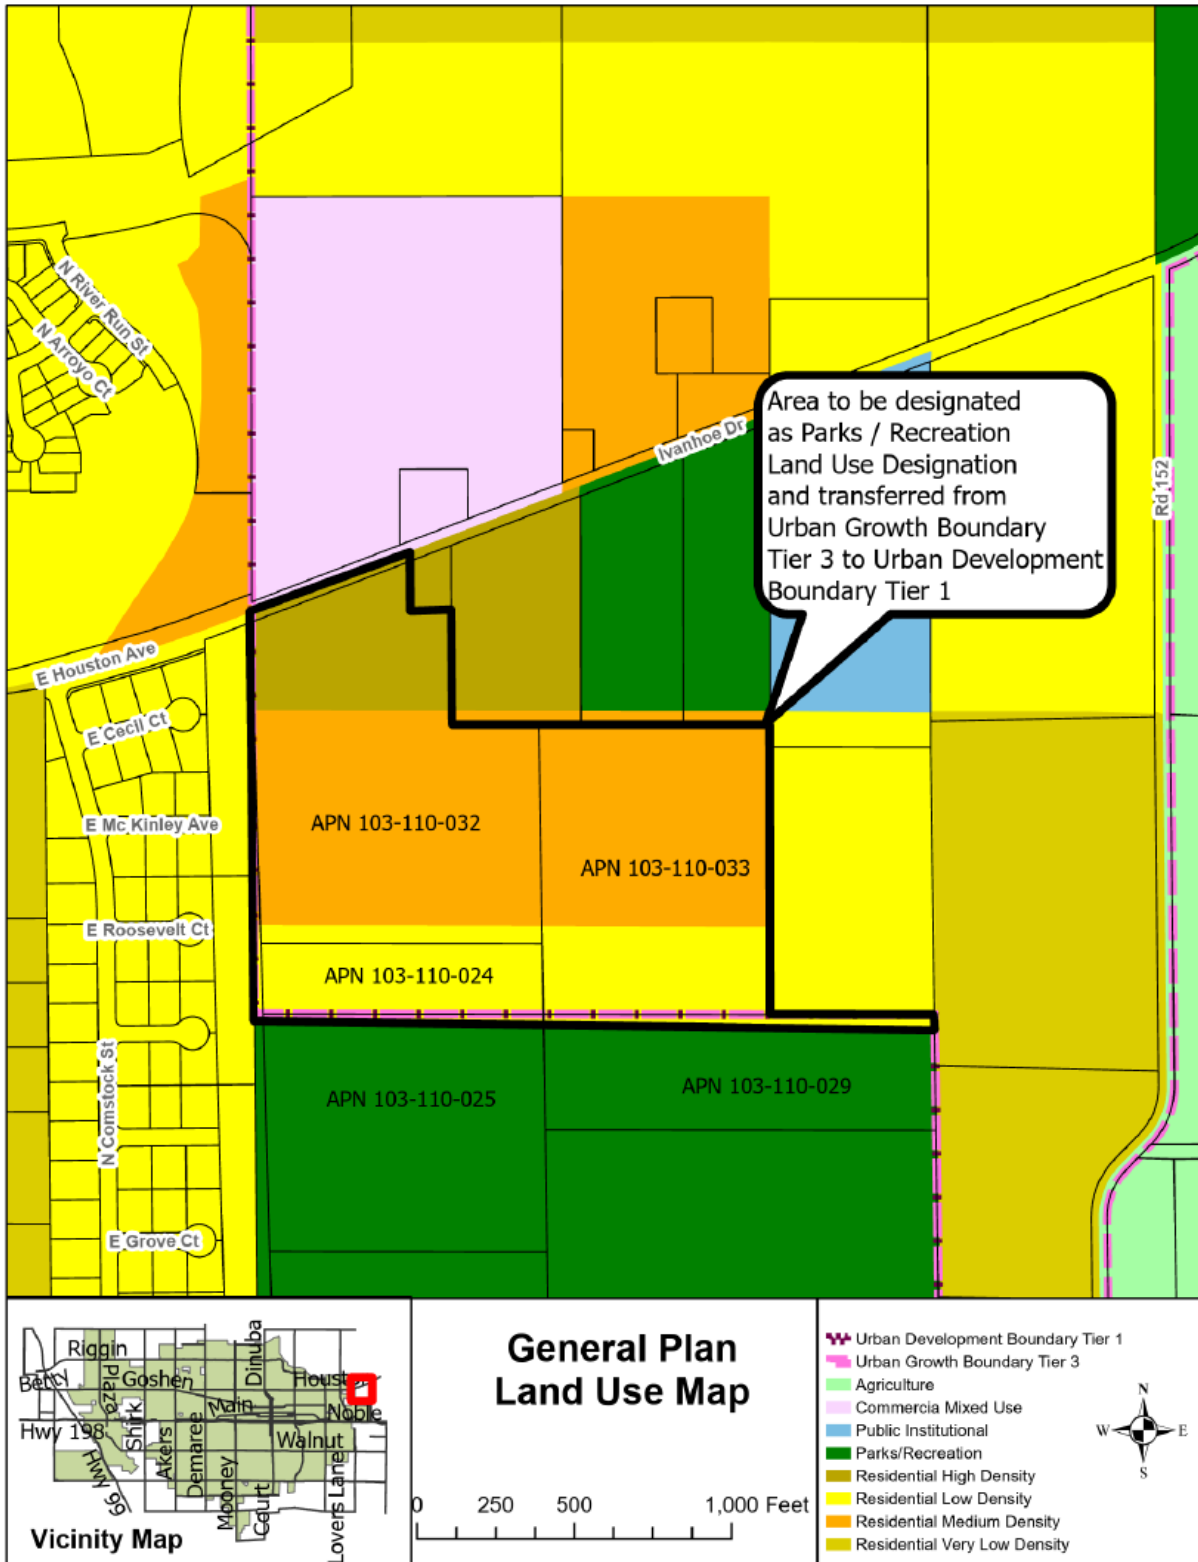 N River Run St
N Arroyo Ct
Ivanhoe Dr
Area to be designated
as Parks / Recreation
Land Use Designation
and transferred from
Urban Growth Boundary
Tier 3 to Urban Development
Boundary Tier 1
Rd 152
E Houston Ave
E Cecil Ct
E Mc Kinley Ave
APN 103-110-032
APN 103-110-033
E Roosevelt Ct
APN 103-110-024
N Comstock St
APN 103-110-025
APN 103-110-029
E Grove Ct
Riggin
Betty
Plaza
Goshen
Dinuba
Houston
Shirk
Main
Noble
Hwy 198
Akers
Demaree
Walnut
Hwy 99
Mooney
Court
Lovers Lane
Vicinity Map
General Plan
Land Use Map
0 250 500 1,000 Feet
Urban Development Boundary Tier 1
Urban Growth Boundary Tier 3
Agriculture
Commercia Mixed Use
Public Institutional
Parks/Recreation
Residential High Density
Residential Low Density
Residential Medium Density
Residential Very Low Density
N
W E
S